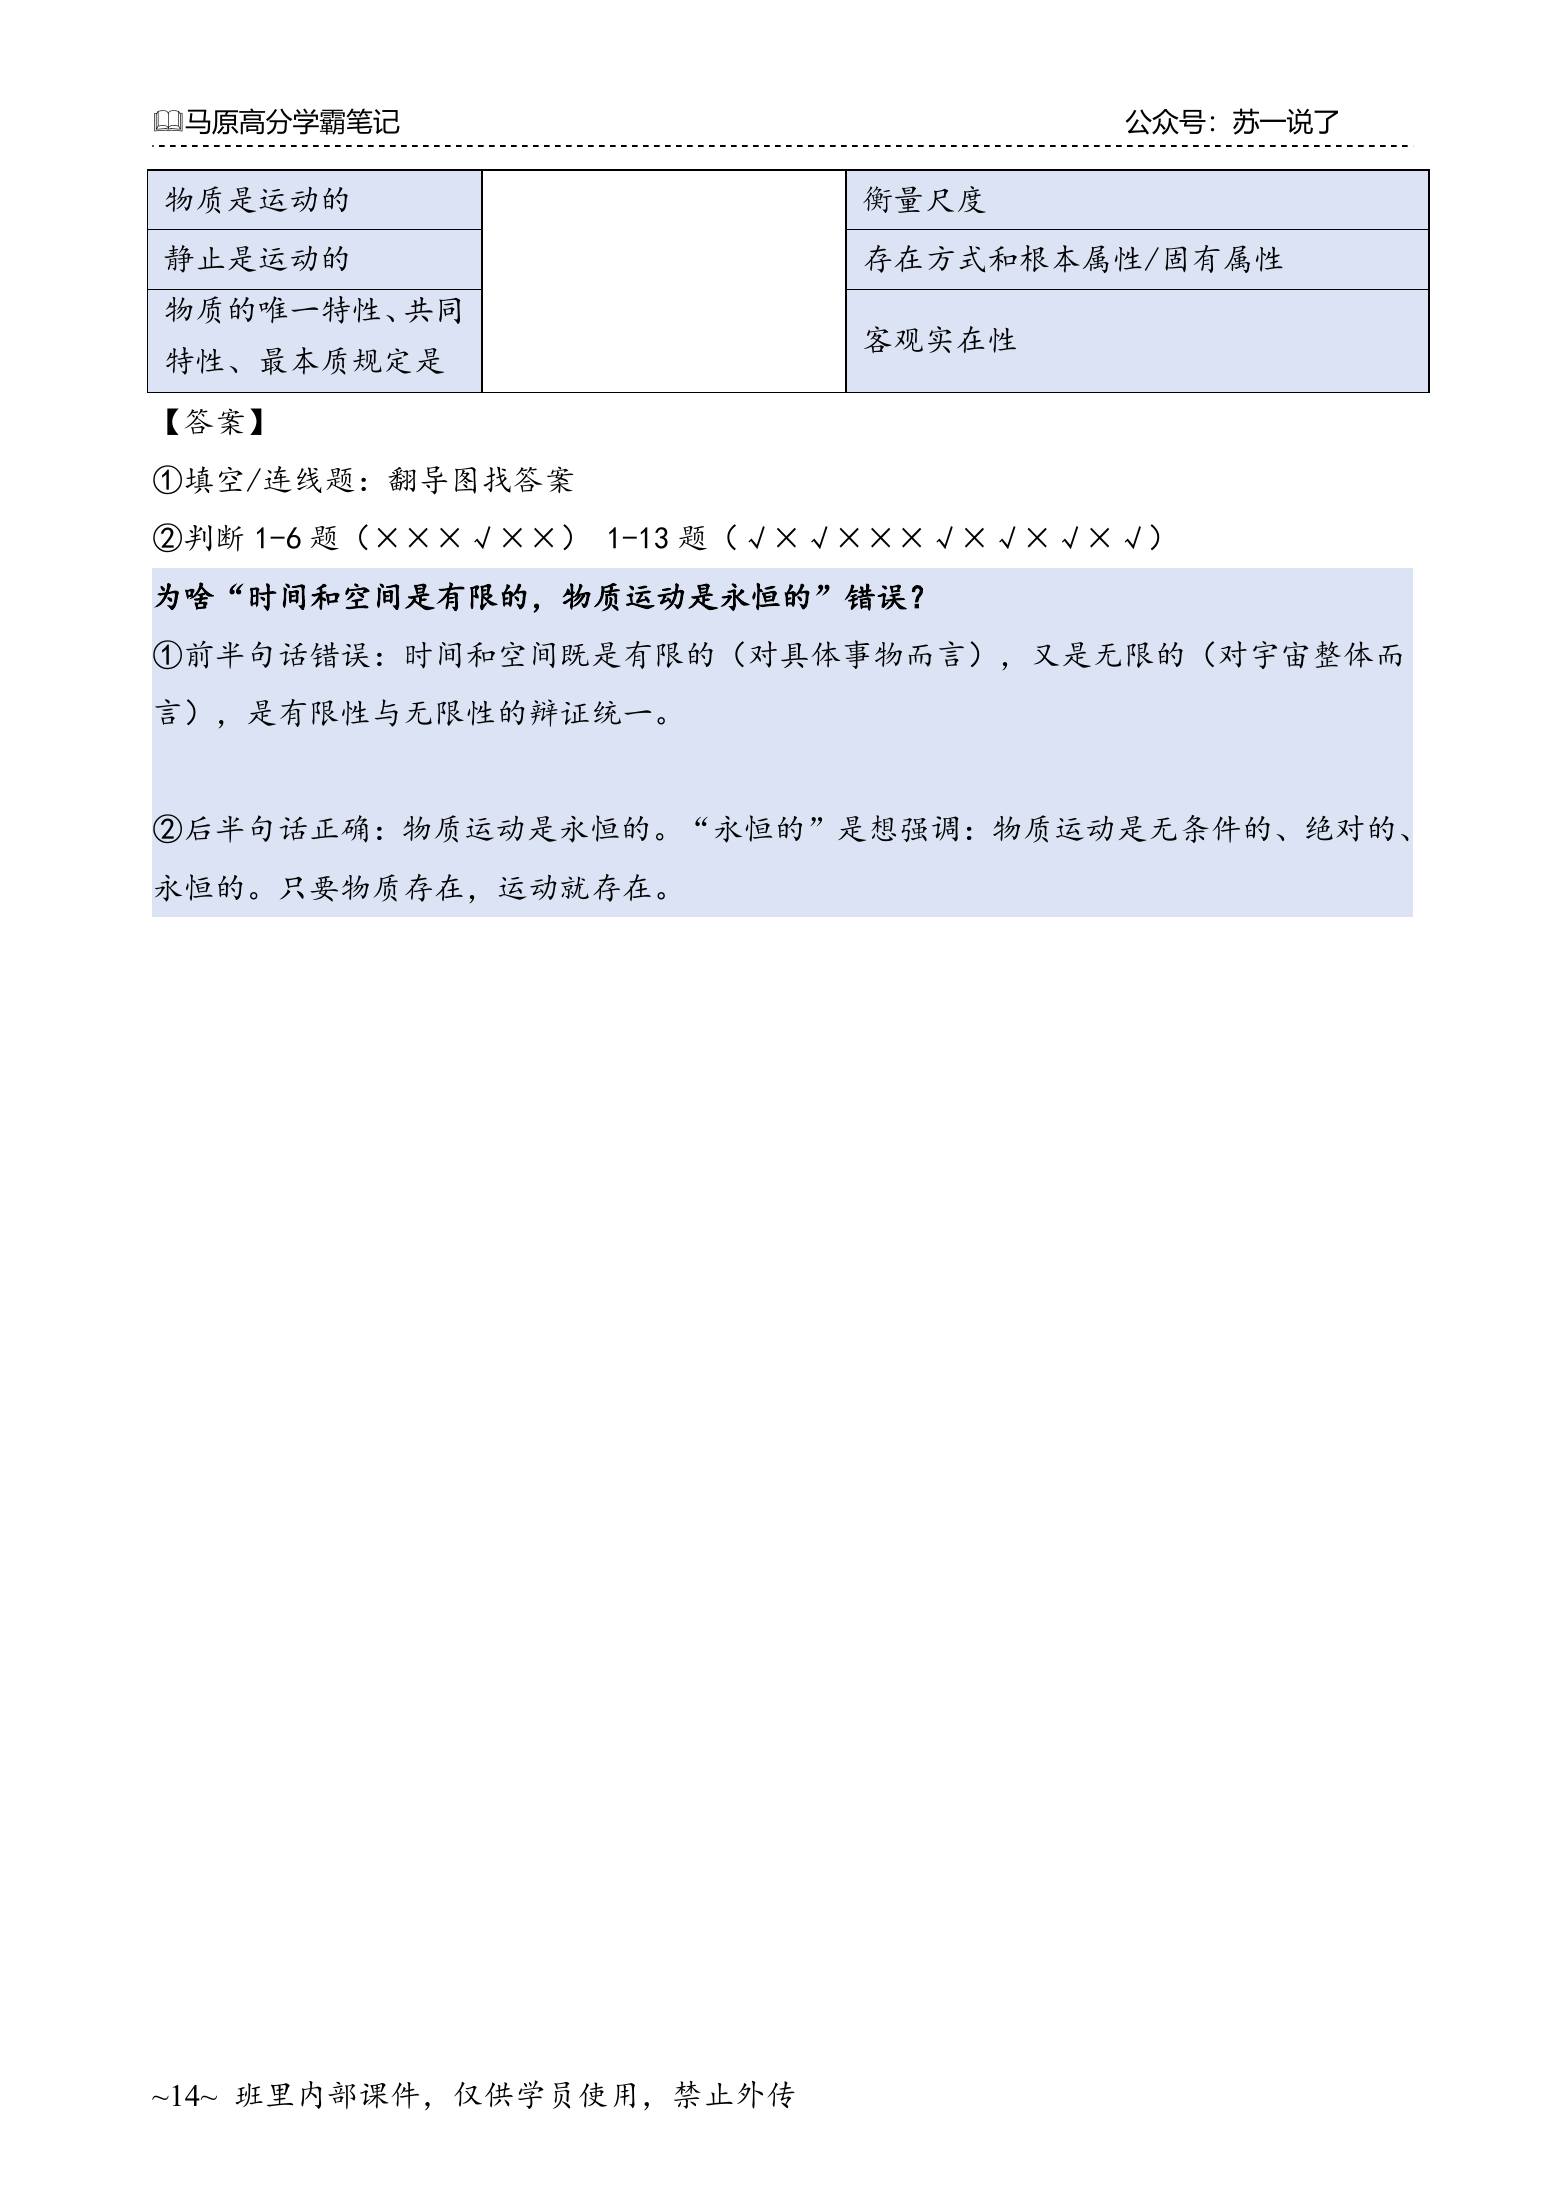 马原高分学霸笔记 公众号：苏一说了
物质是运动的 衡量尺度
静止是运动的 存在方式和根本属性/固有属性
物质的唯一特性、共同
特性、最本质规定是 客观实在性
【答案】
①填空/连线题：翻导图找答案
②判断 1-6 题（×××√××） 1-13 题（√×√×××√×√×√×√）
为啥“时间和空间是有限的，物质运动是永恒的”错误？
①前半句话错误：时间和空间既是有限的（对具体事物而言），又是无限的（对宇宙整体而
言），是有限性与无限性的辩证统一。
②后半句话正确：物质运动是永恒的。“永恒的”是想强调：物质运动是无条件的、绝对的、
永恒的。只要物质存在，运动就存在。
~14~ 班里内部课件，仅供学员使用，禁止外传